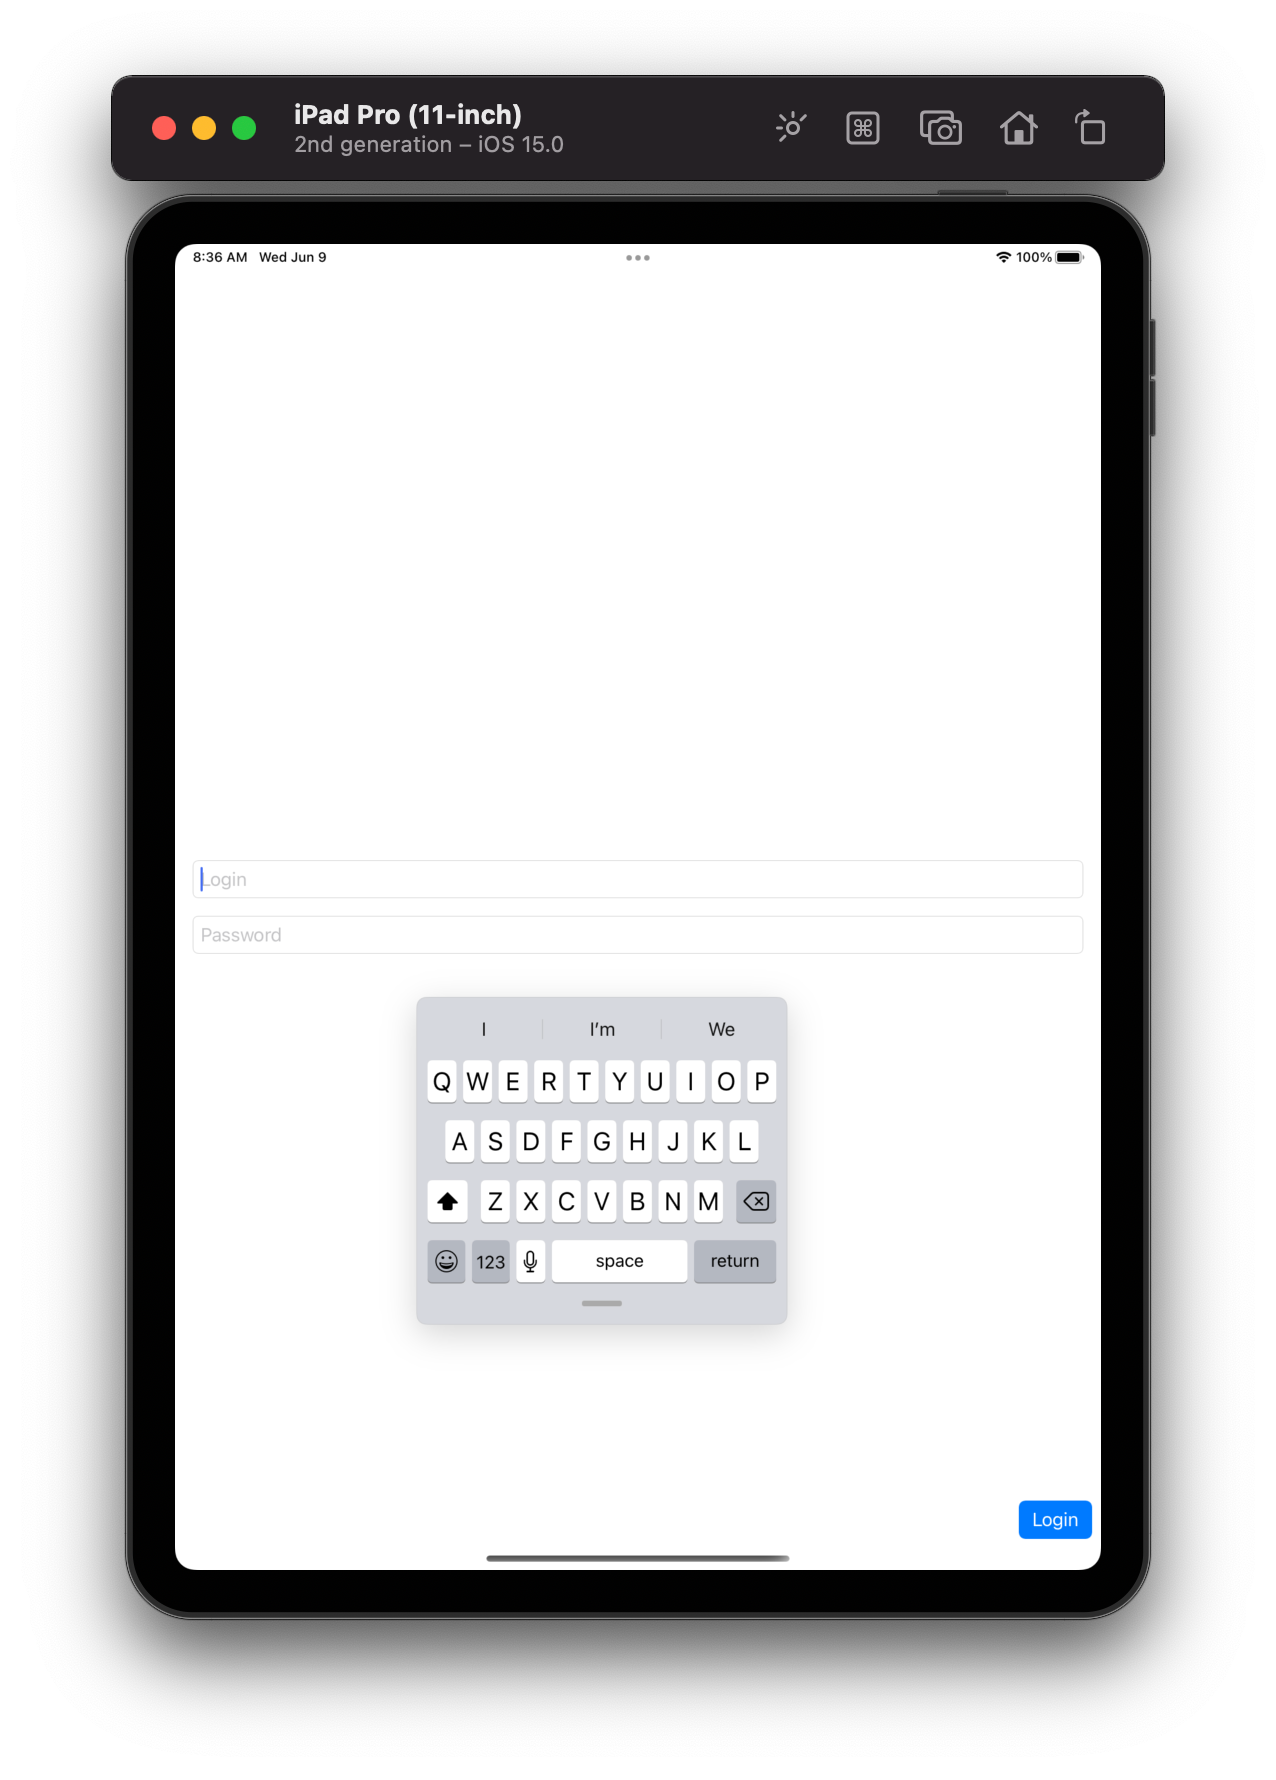 iPad Pro (11-inch)
2nd generation – iOS 15.0
8:36 AM Wed Jun 9
100%
Login
Password
I I'm We
Q W E R T Y U I O P
A S D F G H J K L
Z X C V B N M
123 space return
Login